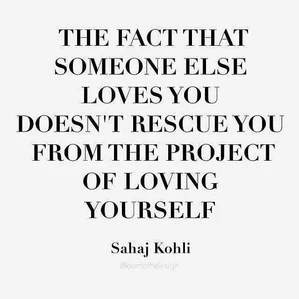 THE FACT THAT
SOMEONE ELSE
LOVES YOU
DOESN'T RESCUE YOU
FROM THE PROJECT
OF LOVING
YOURSELF
Sahaj Kohli